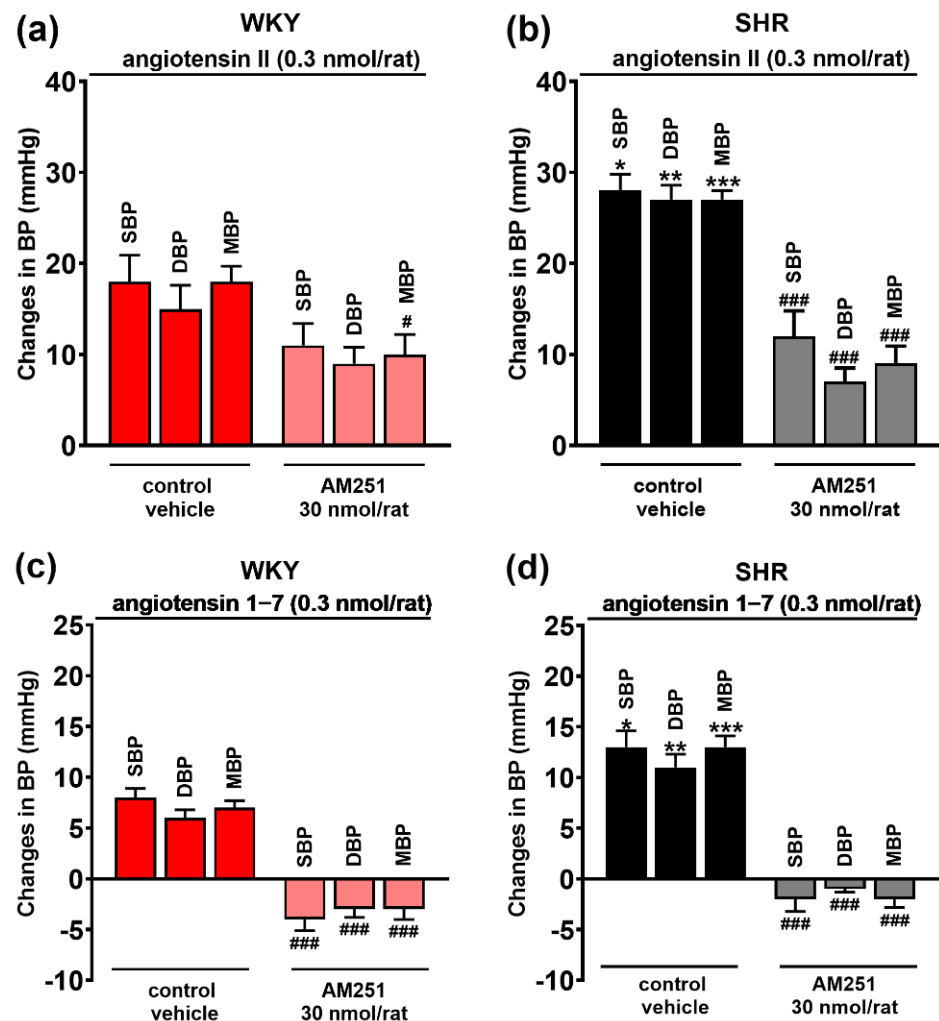 (a)
WKY
angiotensin II (0.3 nmol/rat)
Changes in BP (mmHg)
40
30
20
10
0
SBP
DBP
MBP
SBP
DBP
MBP
#
control
vehicle
AM251
30 nmol/rat
(b)
SHR
angiotensin II (0.3 nmol/rat)
Changes in BP (mmHg)
40
30
20
10
0
SBP
*
DBP
**
MBP
***
SBP
###
DBP
###
MBP
###
control
vehicle
AM251
30 nmol/rat
(c)
WKY
angiotensin 1–7 (0.3 nmol/rat)
Changes in BP (mmHg)
25
20
15
10
5
0
-5
-10
SBP
DBP
MBP
SBP
DBP
MBP
###
###
###
control
vehicle
AM251
30 nmol/rat
(d)
SHR
angiotensin 1–7 (0.3 nmol/rat)
Changes in BP (mmHg)
25
20
15
10
5
0
-5
-10
SBP
*
DBP
**
MBP
***
SBP
DBP
MBP
###
###
###
control
vehicle
AM251
30 nmol/rat